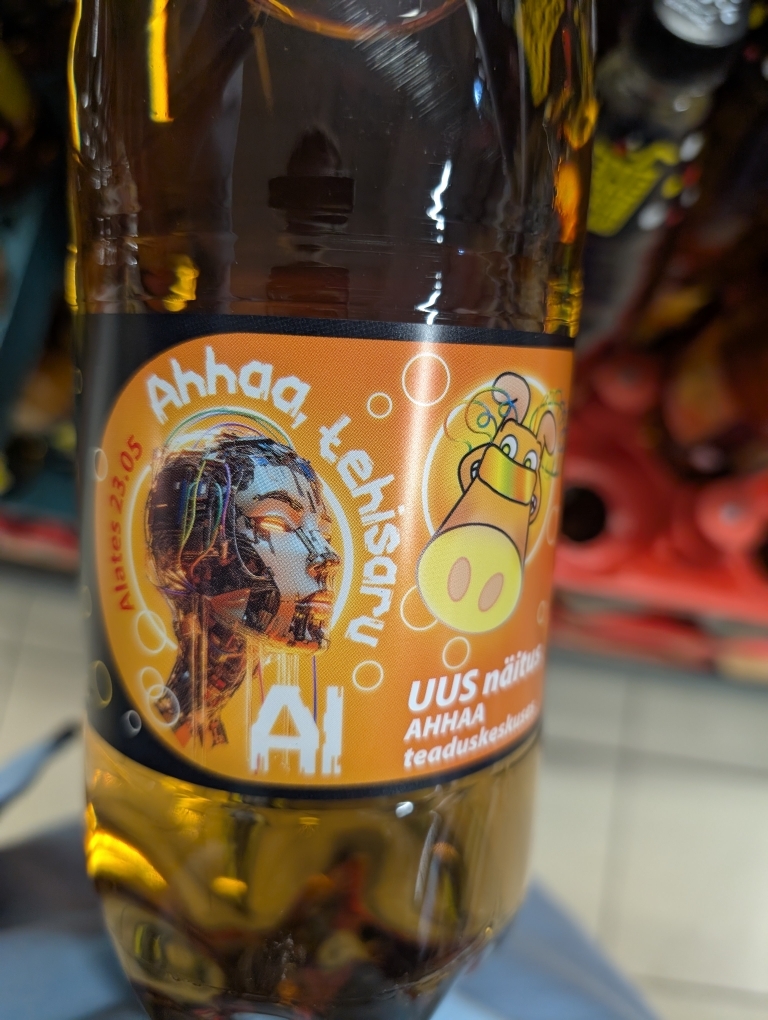 Alates 23.05
Ahhaa, tehisaru
AI
UUS näitus
AHHAA
teaduskeskuses